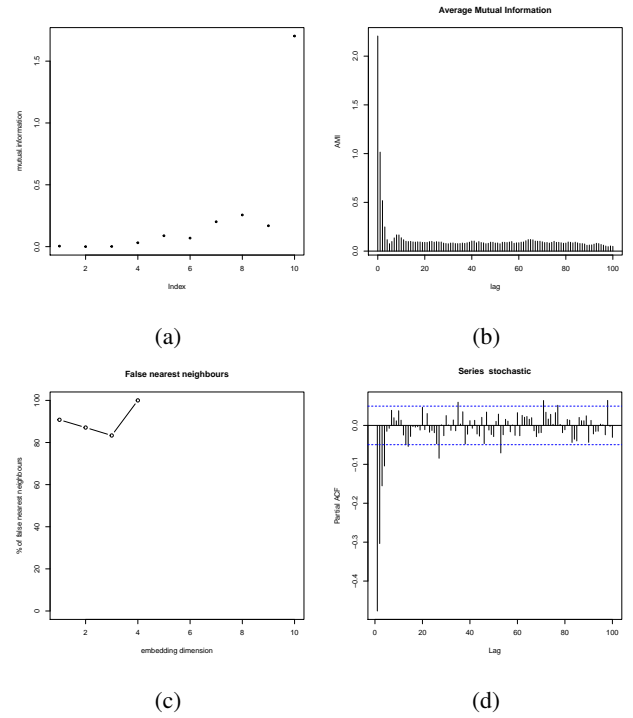 mutual.information
0.0 0.5 1.0 1.5
2 4 6 8 10
Index
(a)
Average Mutual Information
AMI
0.0 0.5 1.0 1.5 2.0
0 20 40 60 80 100
lag
(b)
False nearest neighbours
% of false nearest neighbours
0 20 40 60 80 100
2 4 6 8 10
embedding dimension
(c)
Series stochastic
Partial ACF
-0.4 -0.3 -0.2 -0.1 0.0
0 20 40 60 80 100
Lag
(d)